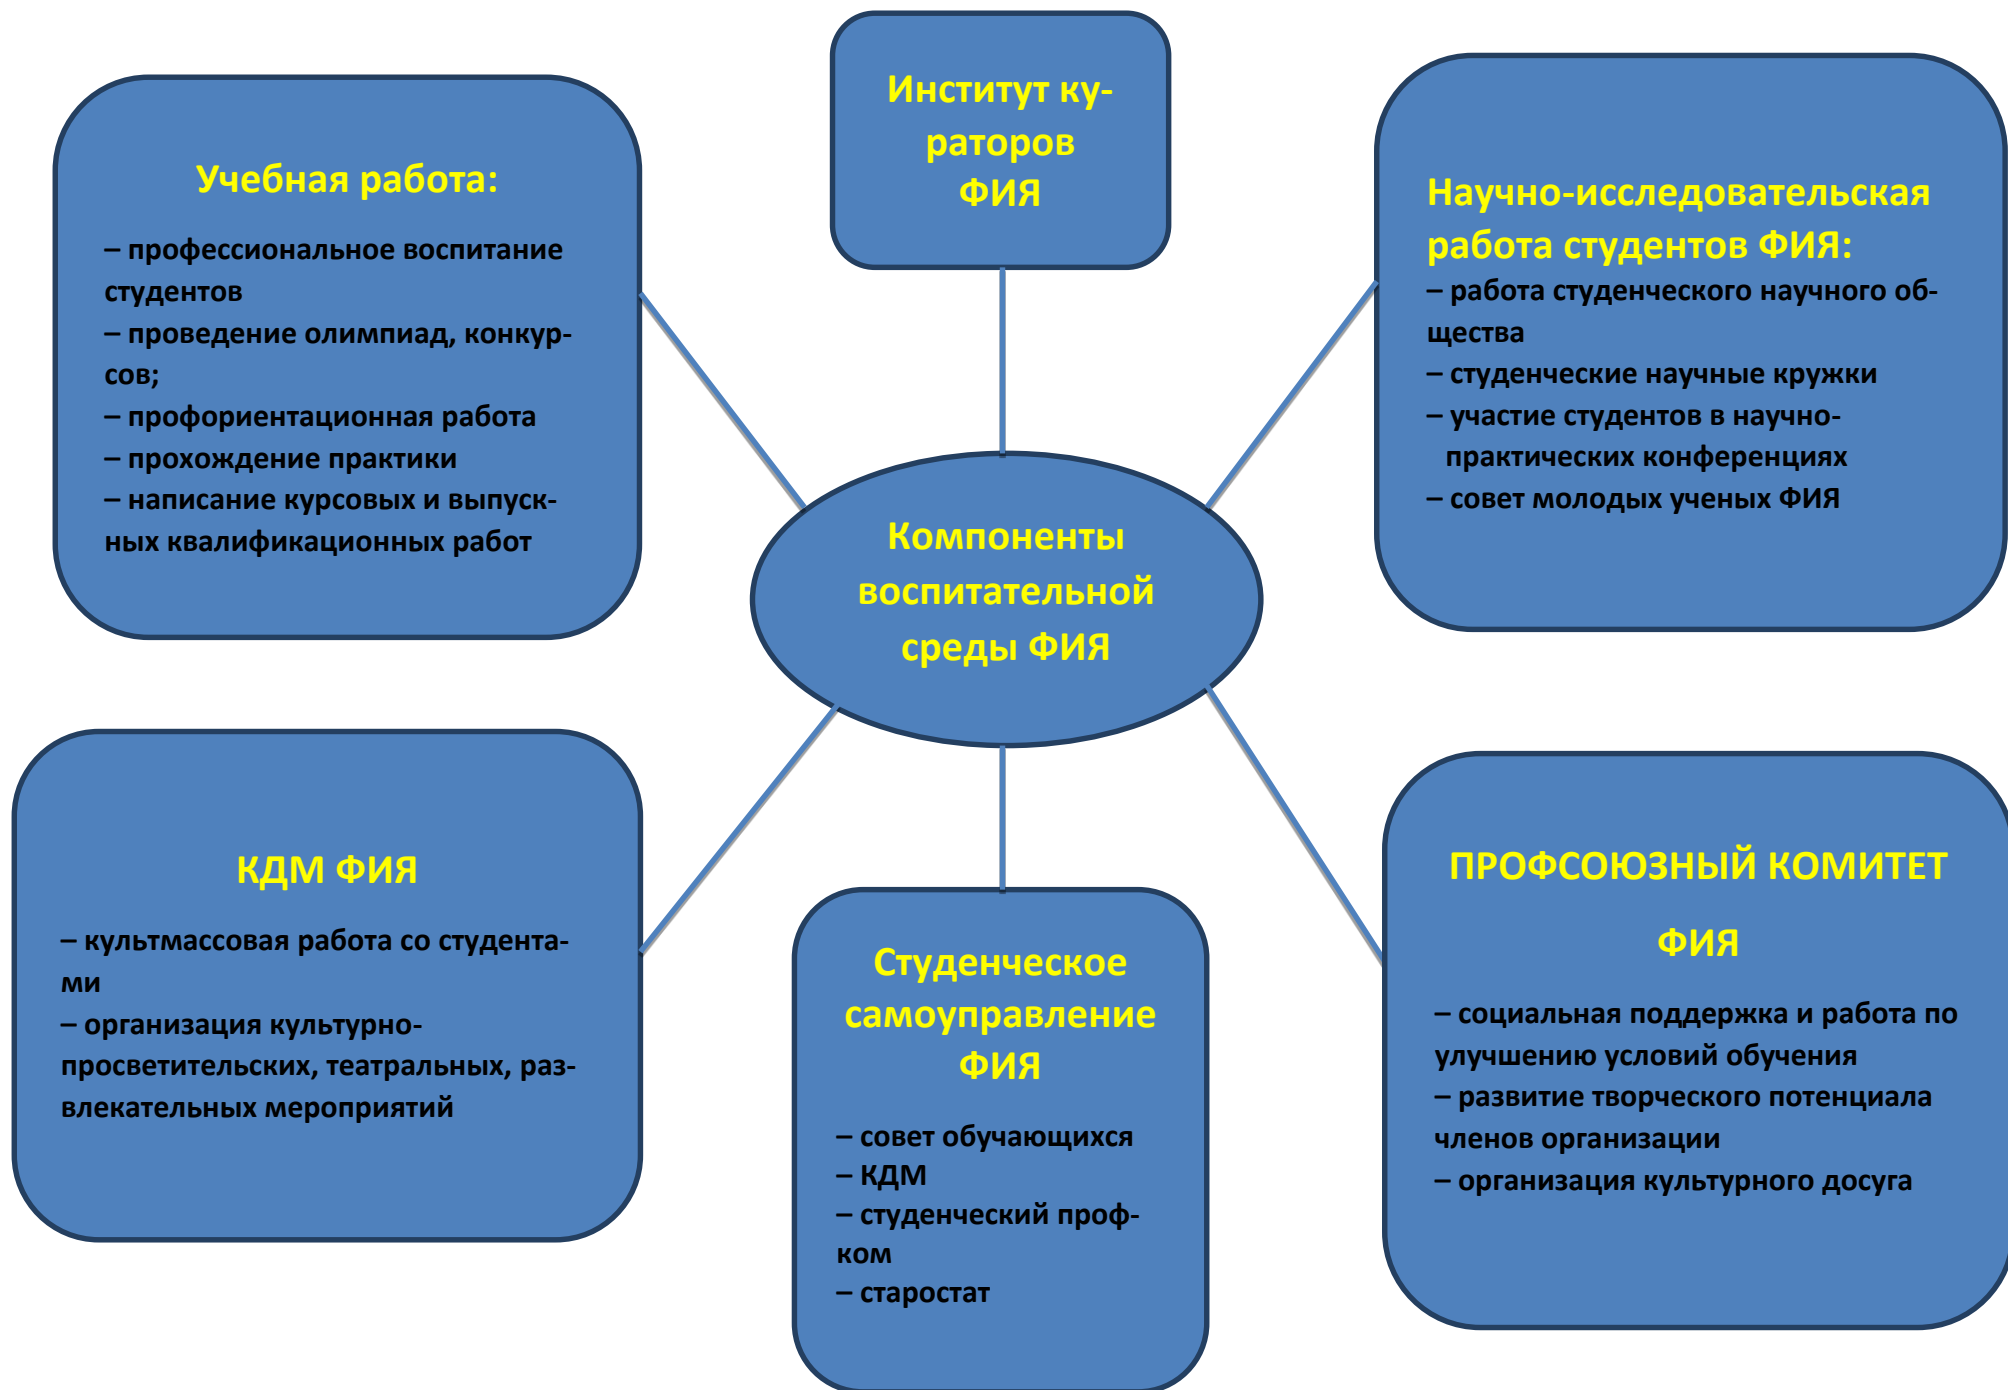 Институт ку-
раторов
ФИЯ
Учебная работа:
– профессиональное воспитание
студентов
– проведение олимпиад, конкур-
сов;
– профориентационная работа
– прохождение практики
– написание курсовых и выпуск-
ных квалификационных работ
Научно-исследовательская
работа студентов ФИЯ:
– работа студенческого научного об-
щества
– студенческие научные кружки
– участие студентов в научно-
практических конференциях
– совет молодых ученых ФИЯ
Компоненты
воспитательной
среды ФИЯ
КДМ ФИЯ
– культмассовая работа со студента-
ми
– организация культурно-
просветительских, театральных, раз-
влекательных мероприятий
Студенческое
самоуправление
ФИЯ
– совет обучающихся
– КДМ
– студенческий проф-
ком
– старостат
ПРОФСОЮЗНЫЙ КОМИТЕТ
ФИЯ
– социальная поддержка и работа по
улучшению условий обучения
– развитие творческого потенциала
членов организации
– организация культурного досуга